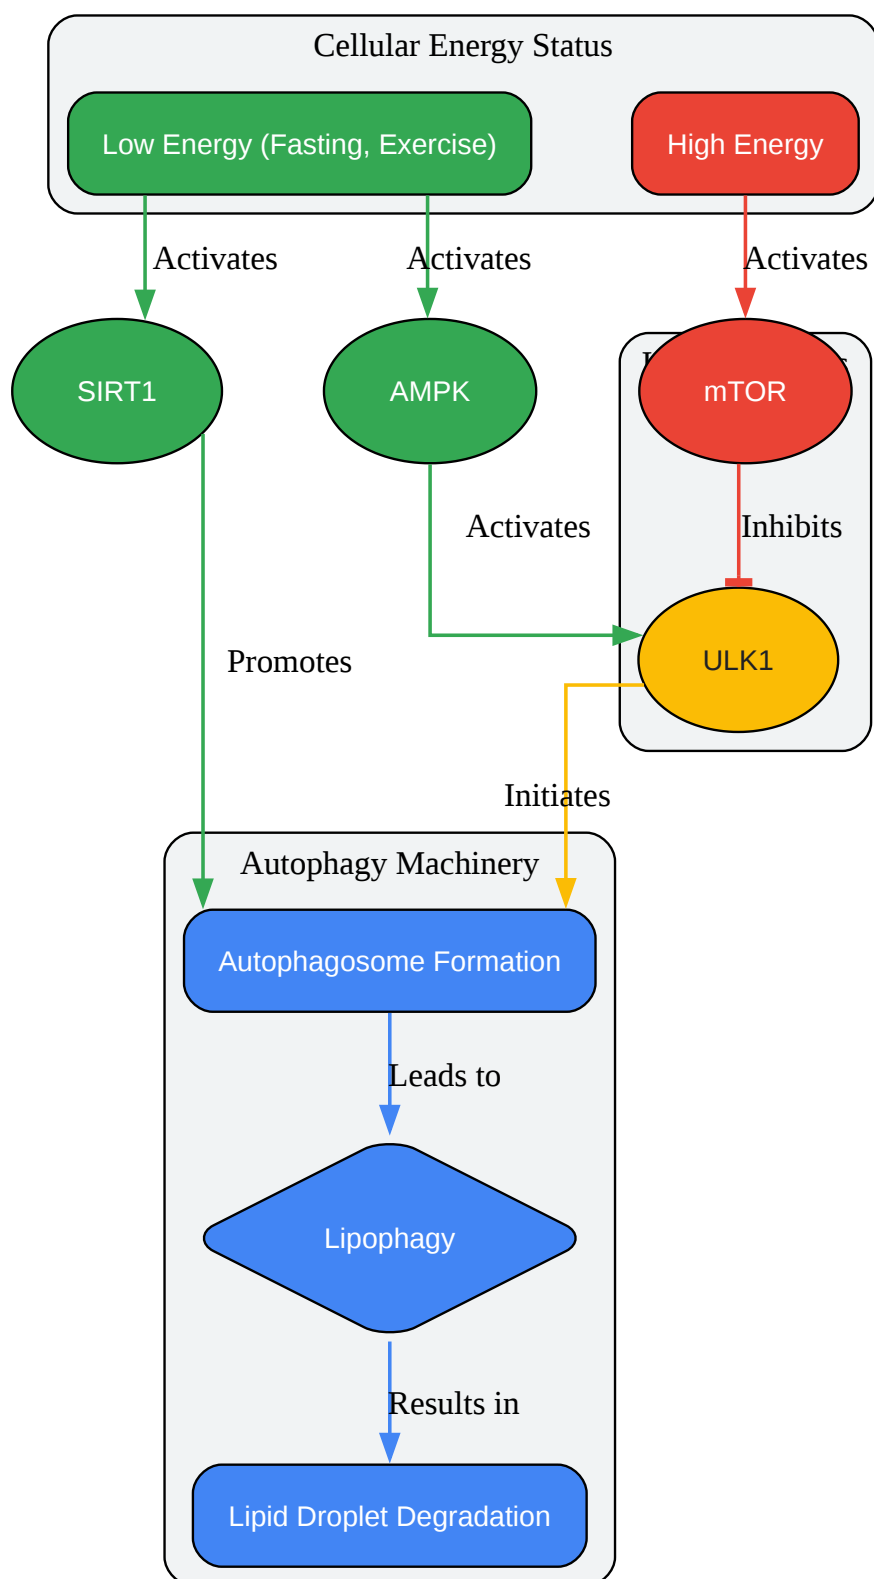 Cellular Energy Status
Low Energy (Fasting, Exercise)
High Energy
Activates
Activates
Activates
SIRT1
AMPK
mTOR
Activates
Inhibits
Promotes
ULK1
Initiates
Autophagy Machinery
Autophagosome Formation
Leads to
Lipophagy
Results in
Lipid Droplet Degradation